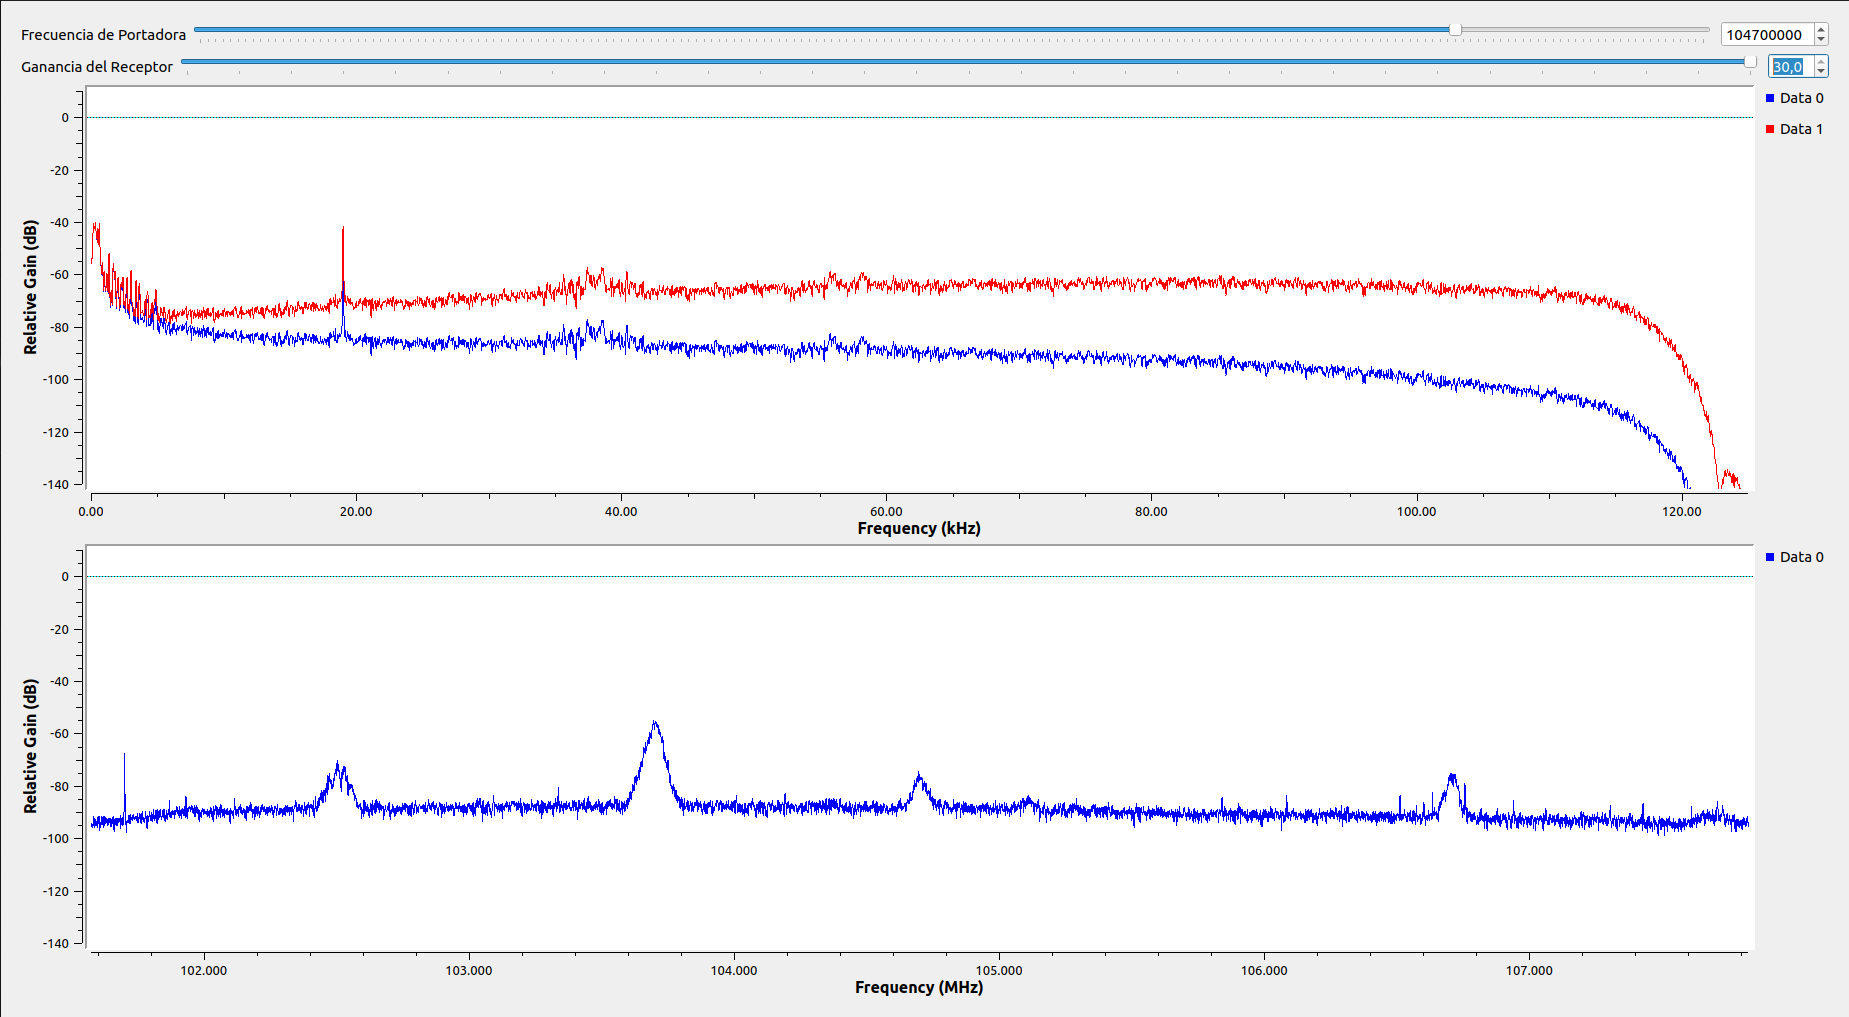 Frecuencia de Portadora 104700000
Ganancia del Receptor 30,0
Data 0
Data 1
Relative Gain (dB)
0
-20
-40
-60
-80
-100
-120
-140
0.00 20.00 40.00 60.00 80.00 100.00 120.00
Frequency (kHz)
Data 0
Relative Gain (dB)
0
-20
-40
-60
-80
-100
-120
-140
102.000 103.000 104.000 105.000 106.000 107.000
Frequency (MHz)